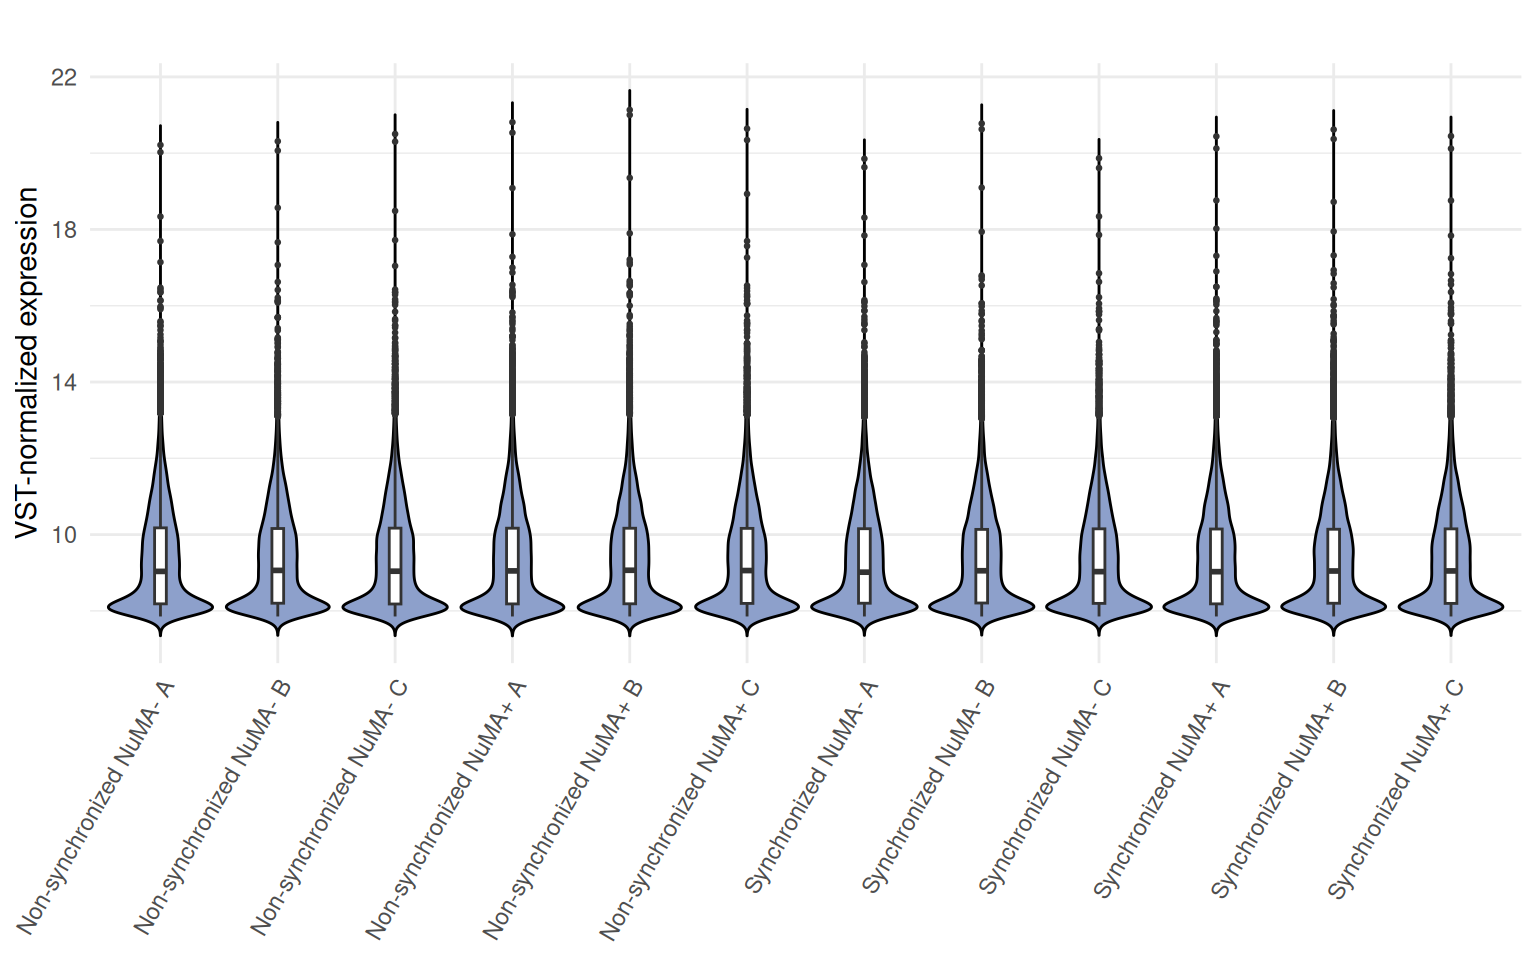 VST-normalized expression
22
18
14
10
Non-synchronized NuMA- A
Non-synchronized NuMA- B
Non-synchronized NuMA- C
Non-synchronized NuMA+ A
Non-synchronized NuMA+ B
Non-synchronized NuMA+ C
Synchronized NuMA- A
Synchronized NuMA- B
Synchronized NuMA- C
Synchronized NuMA+ A
Synchronized NuMA+ B
Synchronized NuMA+ C